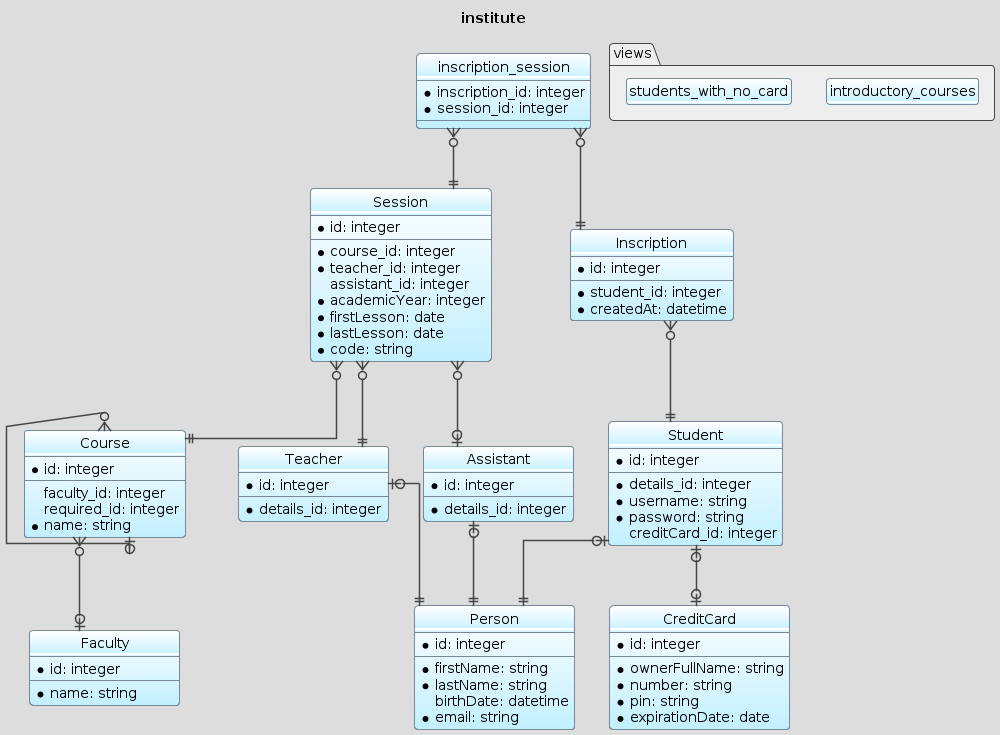 institute
inscription_session
inscription_id: integer
session_id: integer
views
students_with_no_card
introductory_courses
Session
id: integer
course_id: integer
teacher_id: integer
assistant_id: integer
academicYear: integer
firstLesson: date
lastLesson: date
code: string
Inscription
id: integer
student_id: integer
createdAt: datetime
Course
id: integer
faculty_id: integer
required_id: integer
name: string
Teacher
id: integer
details_id: integer
Assistant
id: integer
details_id: integer
Student
id: integer
details_id: integer
username: string
password: string
creditCard_id: integer
Faculty
id: integer
name: string
Person
id: integer
firstName: string
lastName: string
birthDate: datetime
email: string
CreditCard
id: integer
ownerFullName: string
number: string
pin: string
expirationDate: date